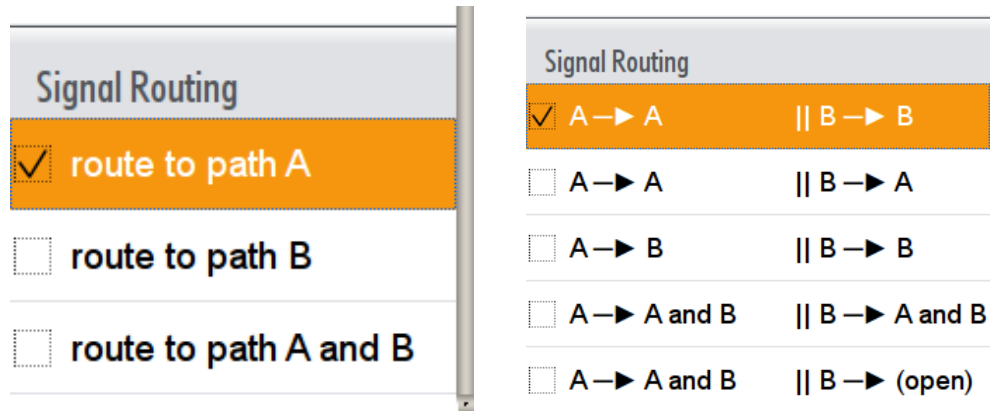 Signal Routing
route to path A
route to path B
route to path A and B
Signal Routing
A —► A || B —► B
A —► A || B —► A
A —► B || B —► B
A —► A and B || B —► A and B
A —► A and B || B —► (open)